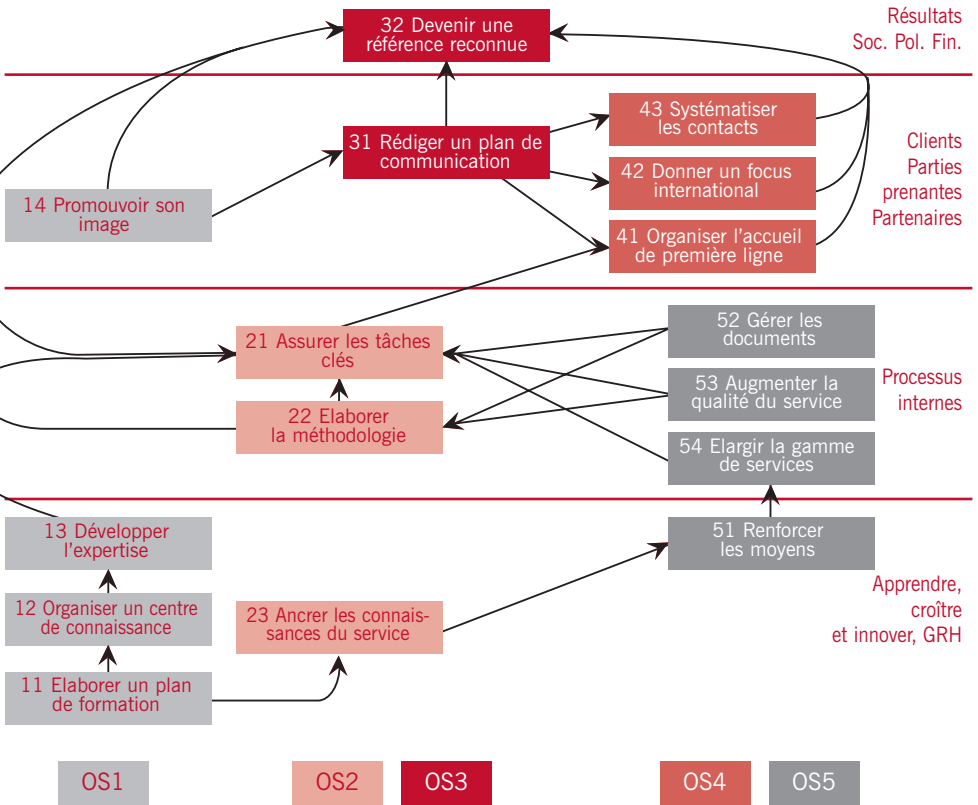 32 Devenir une
référence reconnue
Résultats
Soc. Pol. Fin.
43 Systématiser
les contacts
31 Rédiger un plan de
communication
42 Donner un focus
international
14 Promouvoir son
image
41 Organiser l'accueil
de première ligne
Clients
Parties
prenantes
Partenaires
21 Assurer les tâches
clés
52 Gérer les
documents
22 Elaborer
la méthodologie
53 Augmenter la
qualité du service
54 Elargir la gamme
de services
Processus
internes
13 Développer
l'expertise
51 Renforcer
les moyens
12 Organiser un centre
de connaissance
23 Ancrer les connais-
sances du service
11 Elaborer un plan
de formation
Apprendre,
croître
et innover, GRH
OS1
OS2
OS3
OS4
OS5